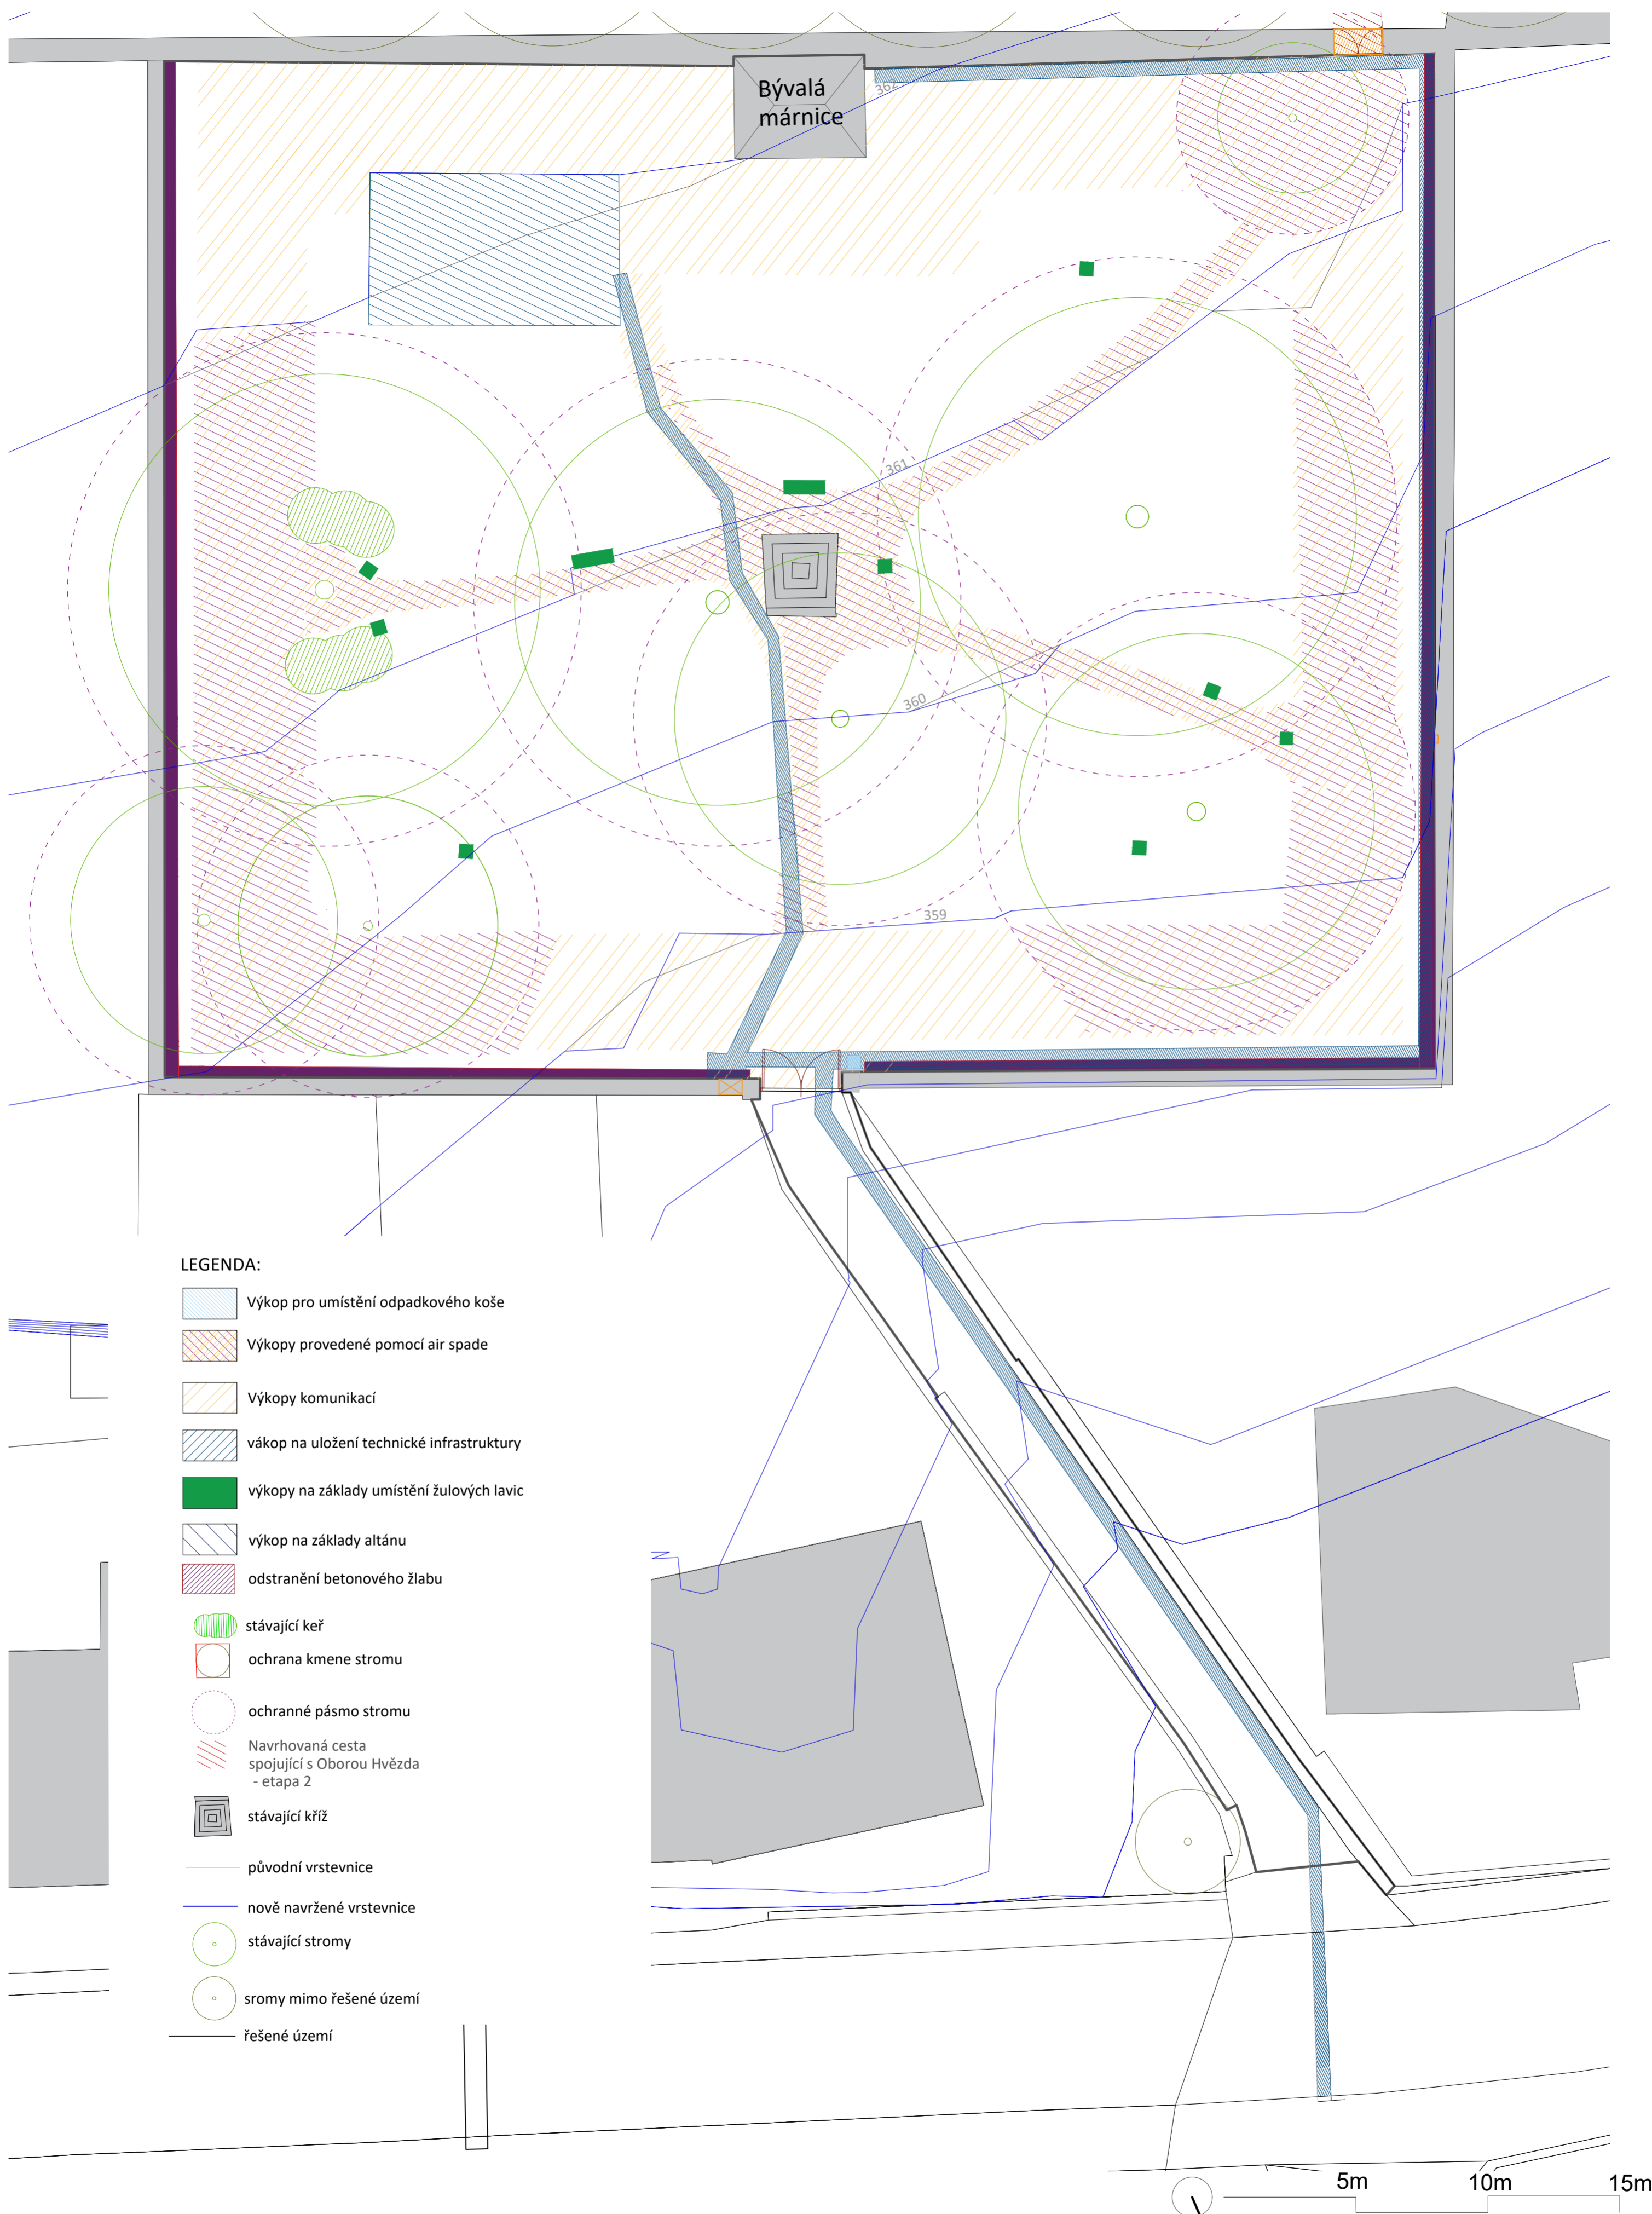 Bývalá
márnice
362
361
360
359
LEGENDA:
Výkop pro umístění odpadkového koše
Výkopy provedené pomocí air spade
Výkopy komunikací
vákop na uložení technické infrastruktury
výkopy na základy umístění žulových lavic
výkop na základy altánu
odstranění betonového žlabu
stávající keř
ochrana kmene stromu
ochranné pásmo stromu
Navrhovaná cesta
spojující s Oborou Hvězda
- etapa 2
stávající kříž
původní vrstevnice
nově navržené vrstevnice
stávající stromy
sromy mimo řešené území
řešené území
5m 10m 15m